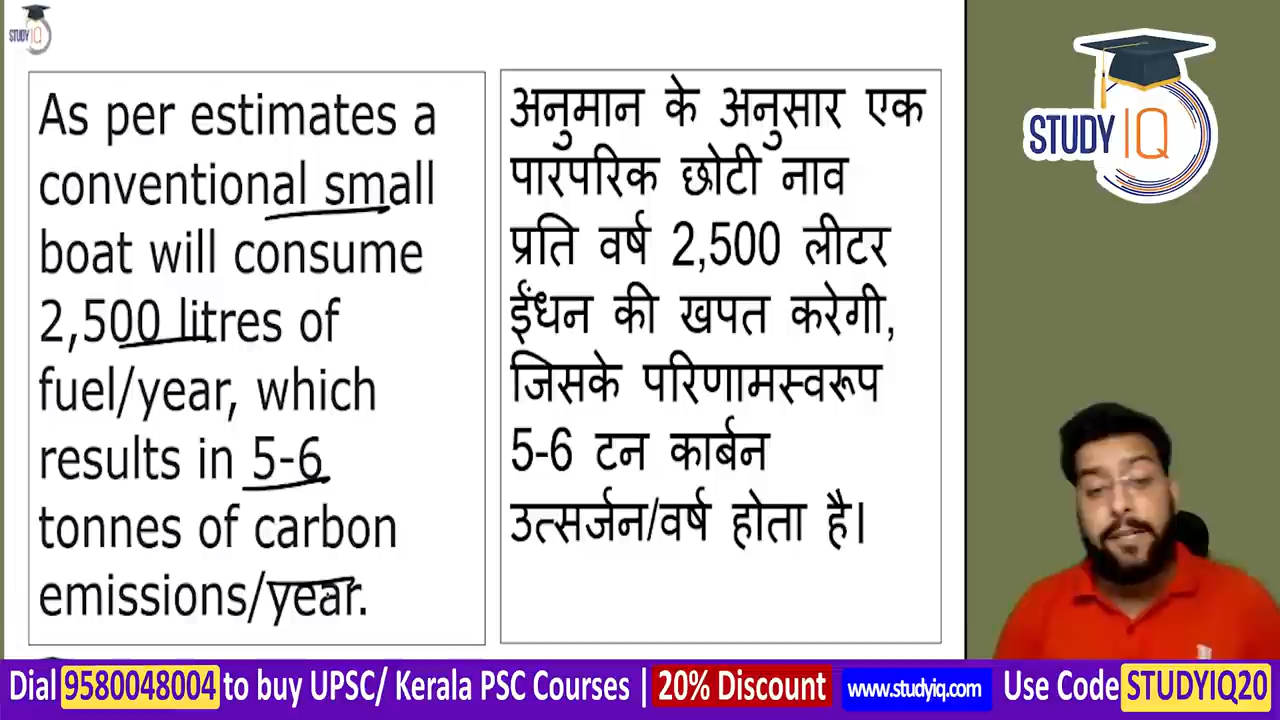 STUDY IQ
As per estimates a
conventional small
boat will consume
2,500 litres of
fuel/year, which
results in 5-6
tonnes of carbon
emissions/year.
अनुमान के अनुसार एक
पारंपरिक छोटी नाव
प्रति वर्ष 2,500 लीटर
ईंधन की खपत करेगी,
जिसके परिणामस्वरूप
5-6 टन कार्बन
उत्सर्जन/वर्ष होता है।
STUDY IQ
Dial 9580048004 to buy UPSC/ Kerala PSC Courses | 20% Discount www.studyiq.com Use Code STUDYIQ20